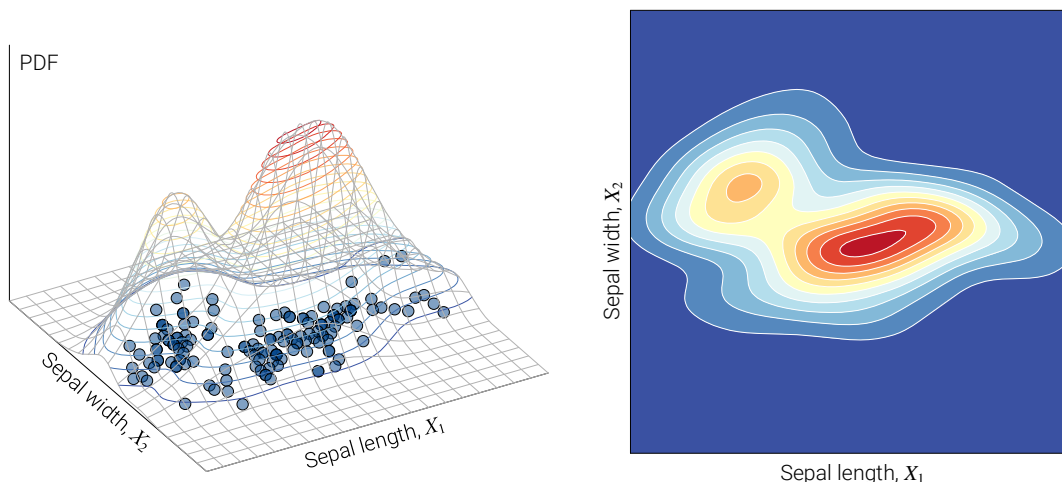 PDF
Sepal width, X2
Sepal length, X1
Sepal width, X2
Sepal length, X1